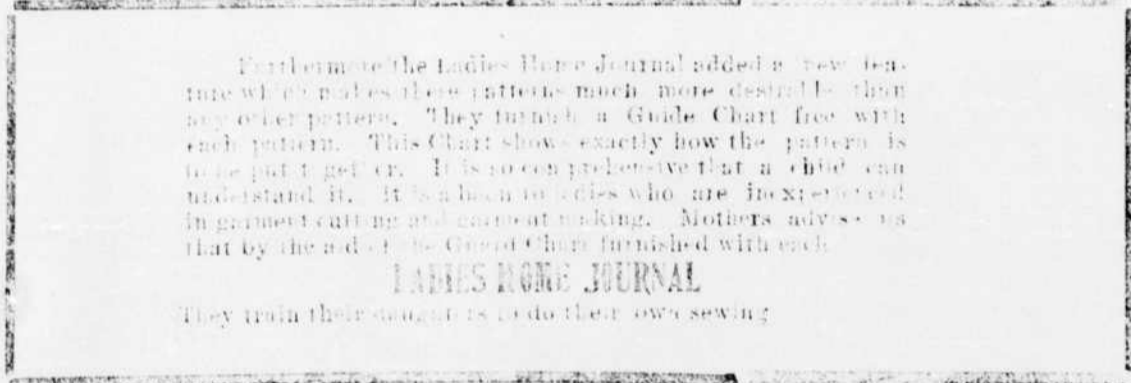 Furthermore the Ladies Home Journal added a new fea-
ture which makes there patterns much more desirable than
any other pattern. They furnish a Guide Chart free with
each pattern. This Chart shows exactly how the pattern is
to be put together. It is so comprehensive that a child can
understand it. It is a boon to ladies who are inexperienced
in garment cutting and garment making. Mothers advise us
that by the aid of the Guard Chart furnished with each
LADIES HOME JOURNAL
They train their daughters to do their own sewing